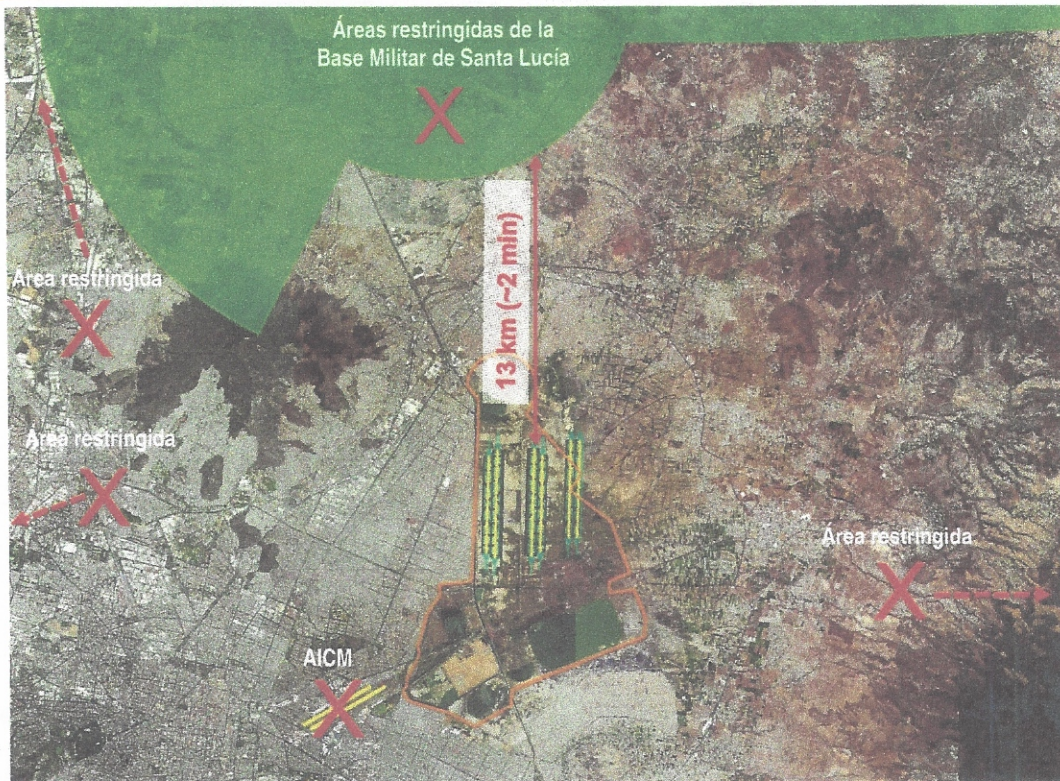 Áreas restringidas de la
Base Militar de Santa Lucía
13 km (~2 min)
Área restringida
Área restringida
Área restringida
AICM